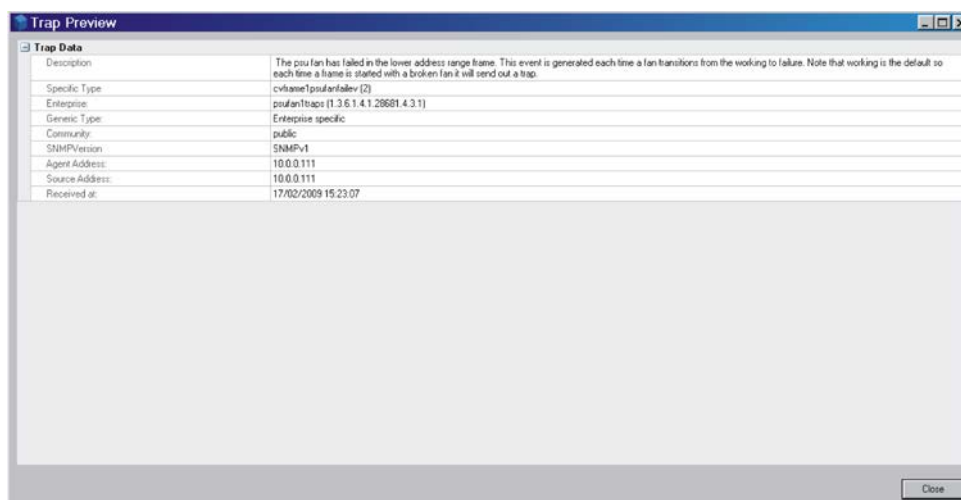 Trap Preview
Trap Data
Description The psu fan has failed in the lower address range frame. This event is generated each time a fan transitions from the working to failure. Note that working is the default so
each time a frame is started with a broken fan it will send out a trap.
Specific Type cvframe1psufanfailev (2)
Enterprise: psufan1traps (1.3.6.1.4.1.28681.4.3.1)
Generic Type: Enterprise specific
Community: public
SNMPVersion SNMPv1
Agent Address: 10.0.0.111
Source Address: 10.0.0.111
Received at: 17/02/2009 15:23:07
Close